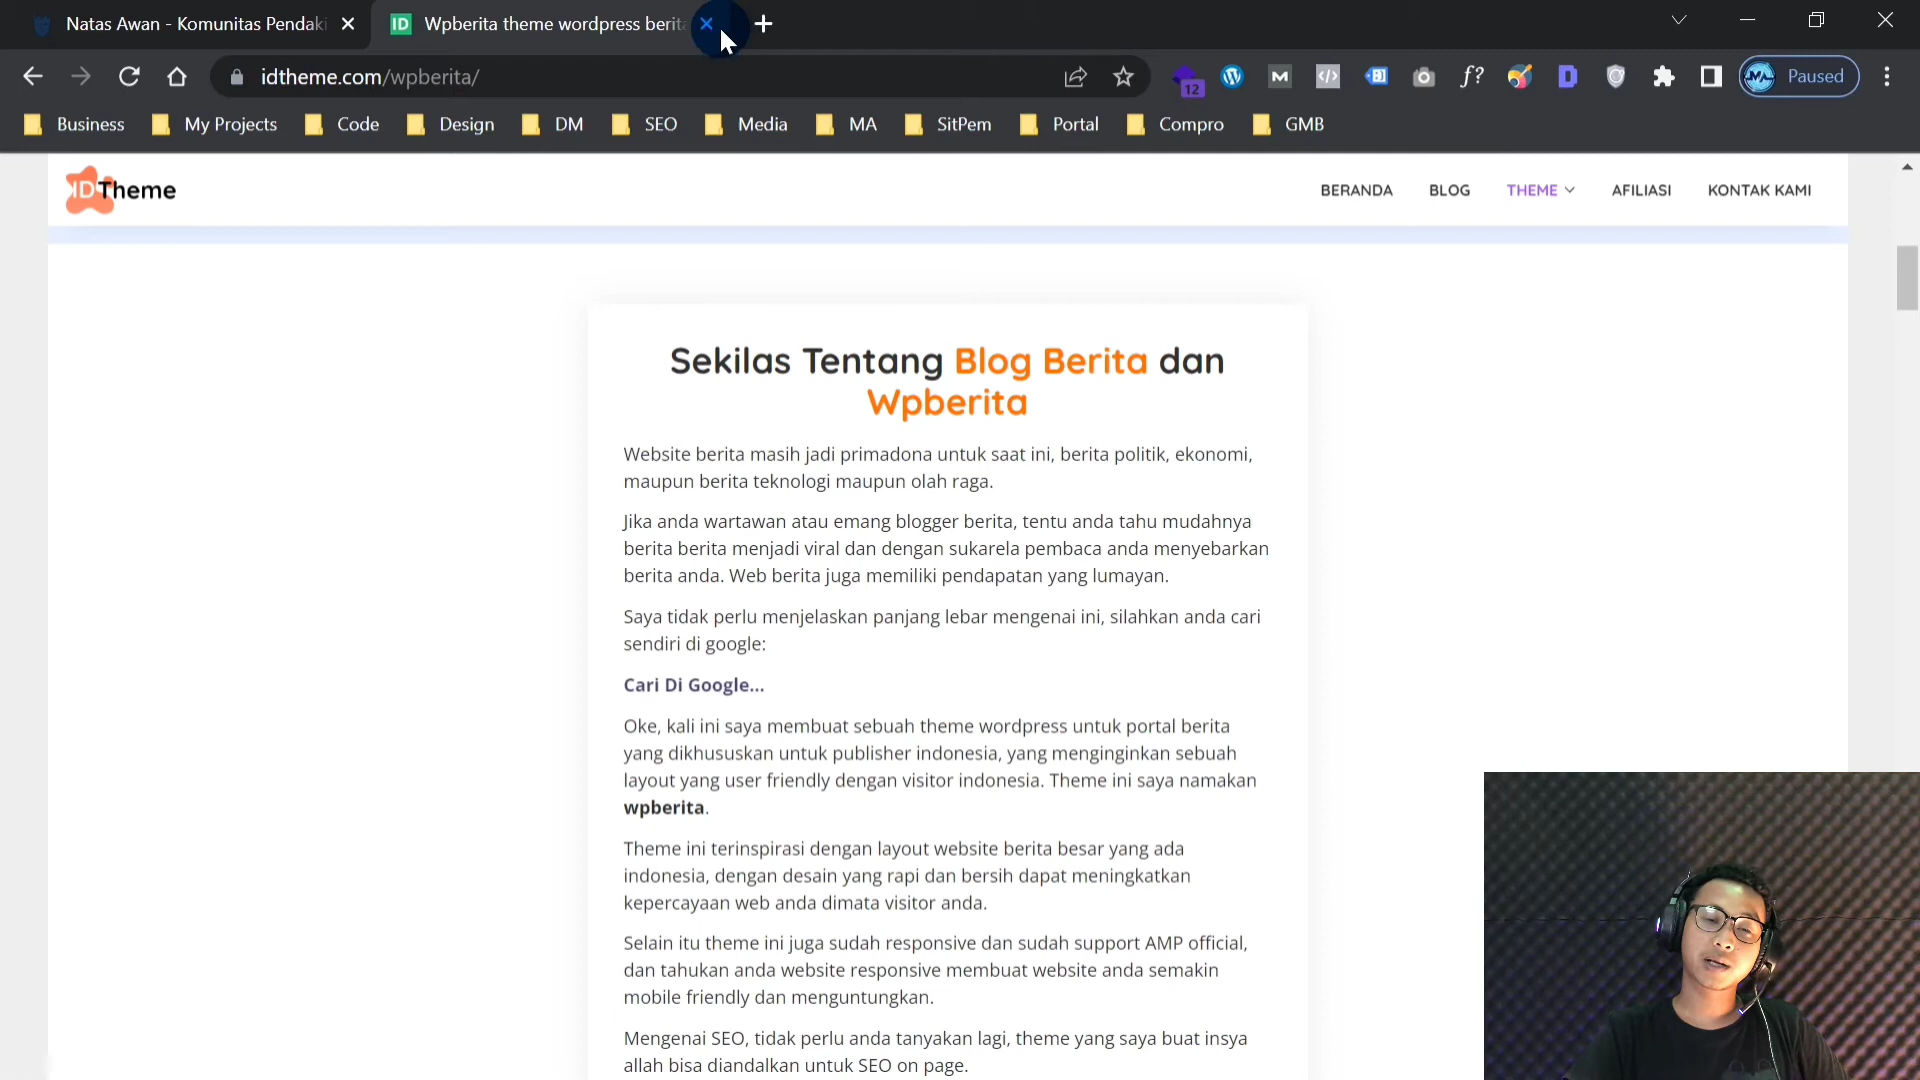 Natas Awan - Komunitas Pendaki
ID Wpberita theme wordpress berita
idtheme.com/wpberita/
12
M
f?
D
Paused
Business My Projects Code Design DM SEO Media MA SitPem Portal Compro GMB
IDTheme
BERANDA BLOG THEME AFILIASI KONTAK KAMI
Sekilas Tentang Blog Berita dan
Wpberita
Website berita masih jadi primadona untuk saat ini, berita politik, ekonomi,
maupun berita teknologi maupun olah raga.
Jika anda wartawan atau emang blogger berita, tentu anda tahu mudahnya
berita berita menjadi viral dan dengan sukarela pembaca anda menyebarkan
berita anda. Web berita juga memiliki pendapatan yang lumayan.
Saya tidak perlu menjelaskan panjang lebar mengenai ini, silahkan anda cari
sendiri di google:
Cari Di Google...
Oke, kali ini saya membuat sebuah theme wordpress untuk portal berita
yang dikhususkan untuk publisher indonesia, yang menginginkan sebuah
layout yang user friendly dengan visitor indonesia. Theme ini saya namakan
wpberita.
Theme ini terinspirasi dengan layout website berita besar yang ada
indonesia, dengan desain yang rapi dan bersih dapat meningkatkan
kepercayaan web anda dimata visitor anda.
Selain itu theme ini juga sudah responsive dan sudah support AMP official,
dan tahukan anda website responsive membuat website anda semakin
mobile friendly dan menguntungkan.
Mengenai SEO, tidak perlu anda tanyakan lagi, theme yang saya buat insya
allah bisa diandalkan untuk SEO on page.